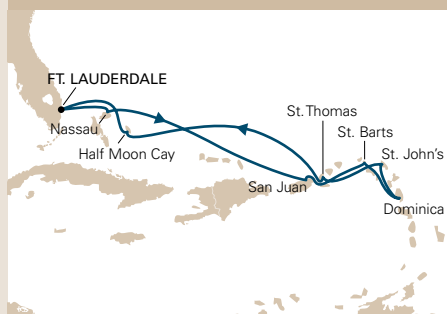 FT. LAUDERDALE
St. Thomas
Nassau
St. Barts
Half Moon Cay
St. John's
San Juan
Dominica